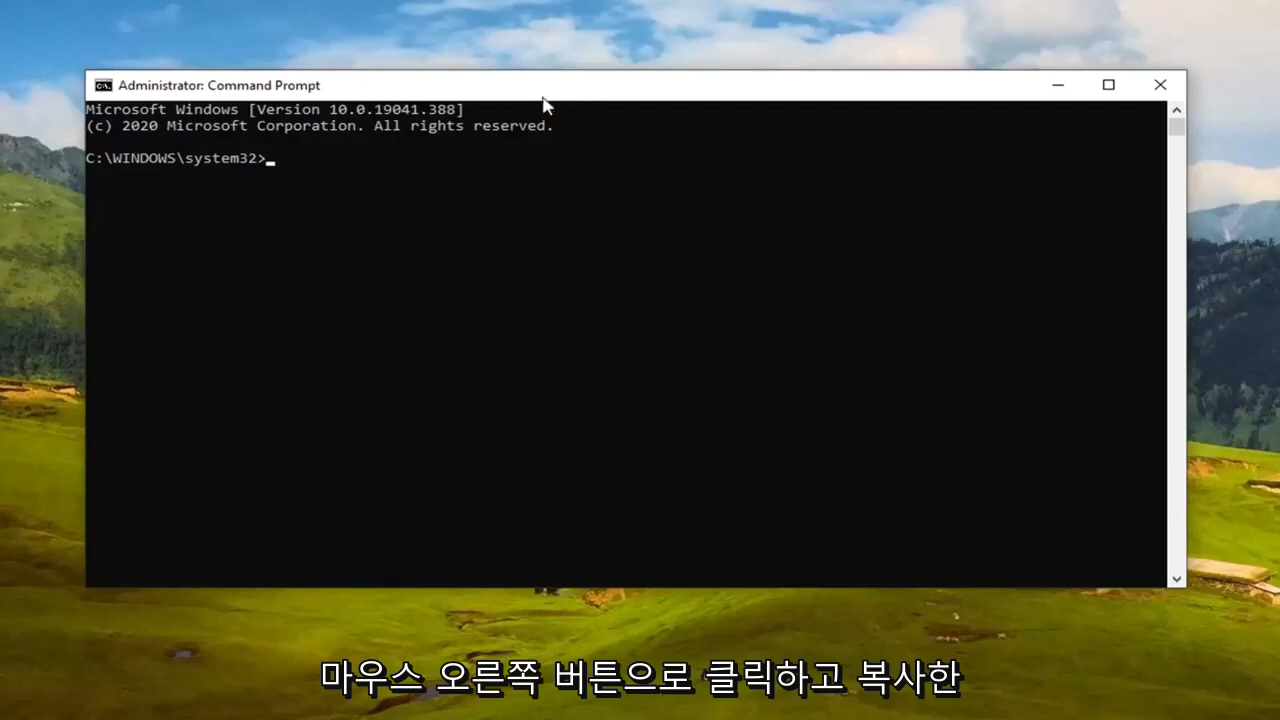 Administrator: Command Prompt
Microsoft Windows [Version 10.0.19041.388]
(c) 2020 Microsoft Corporation. All rights reserved.
C:\WINDOWS\system32>
마우스 오른쪽 버튼으로 클릭하고 복사한